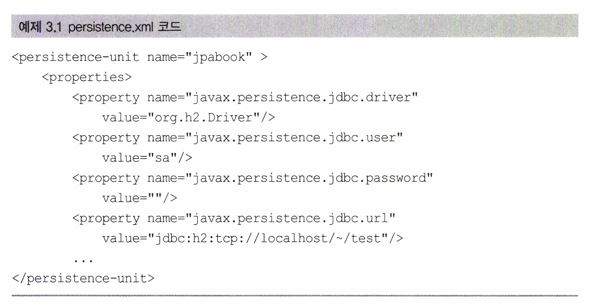 예제 3.1 persistence.xml 코드
<persistence-unit name="jpabook" >
<properties>
<property name="javax.persistence.jdbc.driver"
value="org.h2.Driver"/>
<property name="javax.persistence.jdbc.user"
value="sa"/>
<property name="javax.persistence.jdbc.password"
value=""/>
<property name="javax.persistence.jdbc.url"
value="jdbc:h2:tcp://localhost/~/test"/>
...
</persistence-unit>